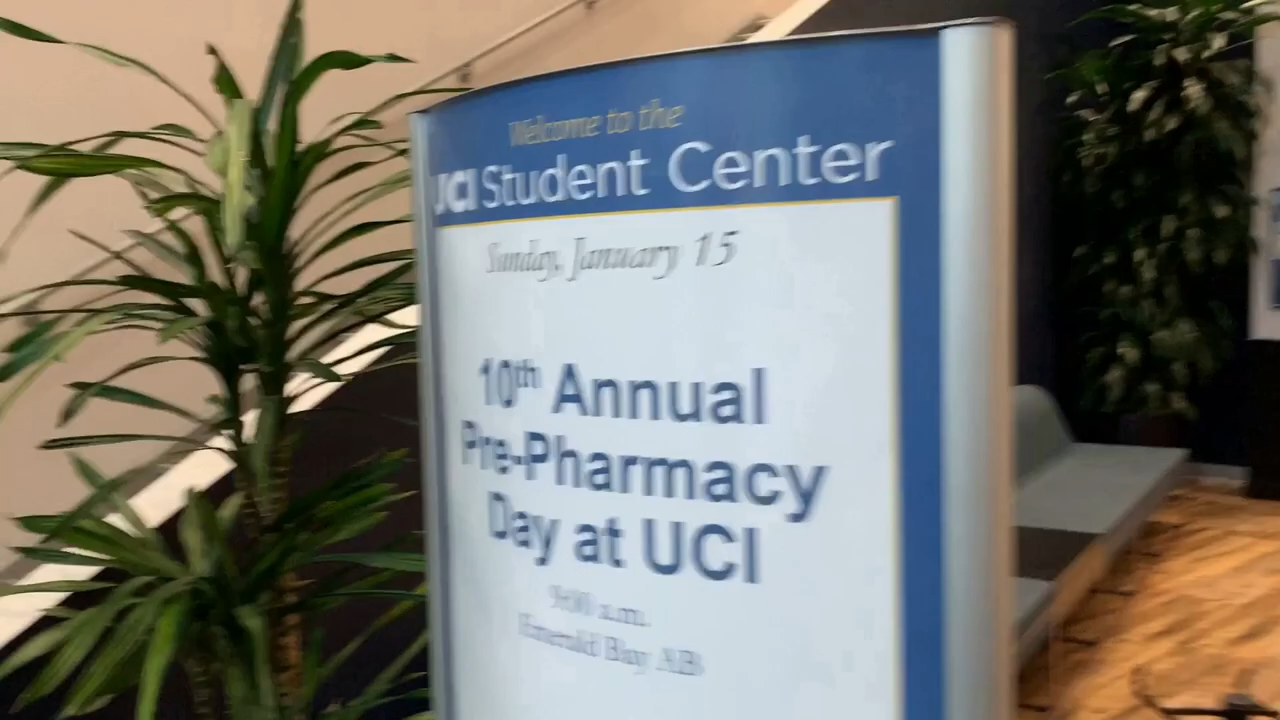 Welcome to the
UCI Student Center
Sunday, January 15
10th Annual
Pre-Pharmacy
Day at UCI
9:00 a.m.
Emerald Bay AB